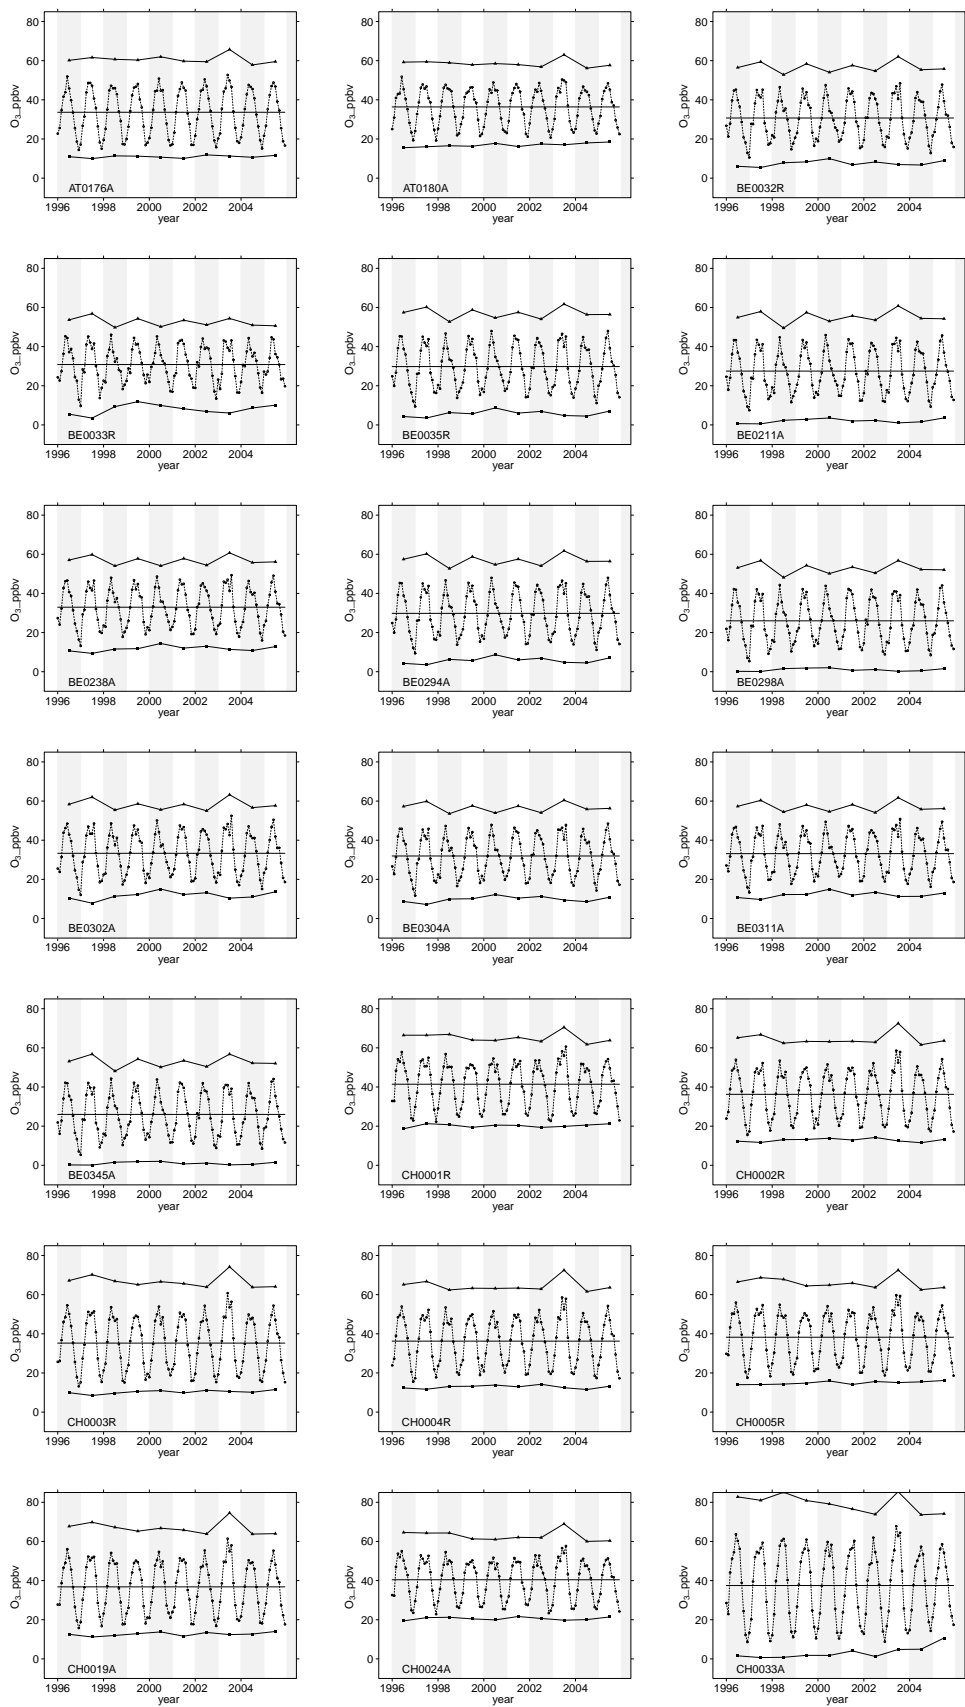 80
60
40
20
0
O3_ppbv
AT0176A
1996 1998 2000 2002 2004
year
80
60
40
20
0
O3_ppbv
AT0180A
1996 1998 2000 2002 2004
year
80
60
40
20
0
O3_ppbv
BE0032R
1996 1998 2000 2002 2004
year
80
60
40
20
0
O3_ppbv
BE0033R
1996 1998 2000 2002 2004
year
80
60
40
20
0
O3_ppbv
BE0035R
1996 1998 2000 2002 2004
year
80
60
40
20
0
O3_ppbv
BE0211A
1996 1998 2000 2002 2004
year
80
60
40
20
0
O3_ppbv
BE0238A
1996 1998 2000 2002 2004
year
80
60
40
20
0
O3_ppbv
BE0294A
1996 1998 2000 2002 2004
year
80
60
40
20
0
O3_ppbv
BE0298A
1996 1998 2000 2002 2004
year
80
60
40
20
0
O3_ppbv
BE0302A
1996 1998 2000 2002 2004
year
80
60
40
20
0
O3_ppbv
BE0304A
1996 1998 2000 2002 2004
year
80
60
40
20
0
O3_ppbv
BE0311A
1996 1998 2000 2002 2004
year
80
60
40
20
0
O3_ppbv
BE0345A
1996 1998 2000 2002 2004
year
80
60
40
20
0
O3_ppbv
CH0001R
1996 1998 2000 2002 2004
year
80
60
40
20
0
O3_ppbv
CH0002R
1996 1998 2000 2002 2004
year
80
60
40
20
0
O3_ppbv
CH0003R
1996 1998 2000 2002 2004
year
80
60
40
20
0
O3_ppbv
CH0004R
1996 1998 2000 2002 2004
year
80
60
40
20
0
O3_ppbv
CH0005R
1996 1998 2000 2002 2004
year
80
60
40
20
0
O3_ppbv
CH0019A
1996 1998 2000 2002 2004
year
80
60
40
20
0
O3_ppbv
CH0024A
1996 1998 2000 2002 2004
year
80
60
40
20
0
O3_ppbv
CH0033A
1996 1998 2000 2002 2004
year